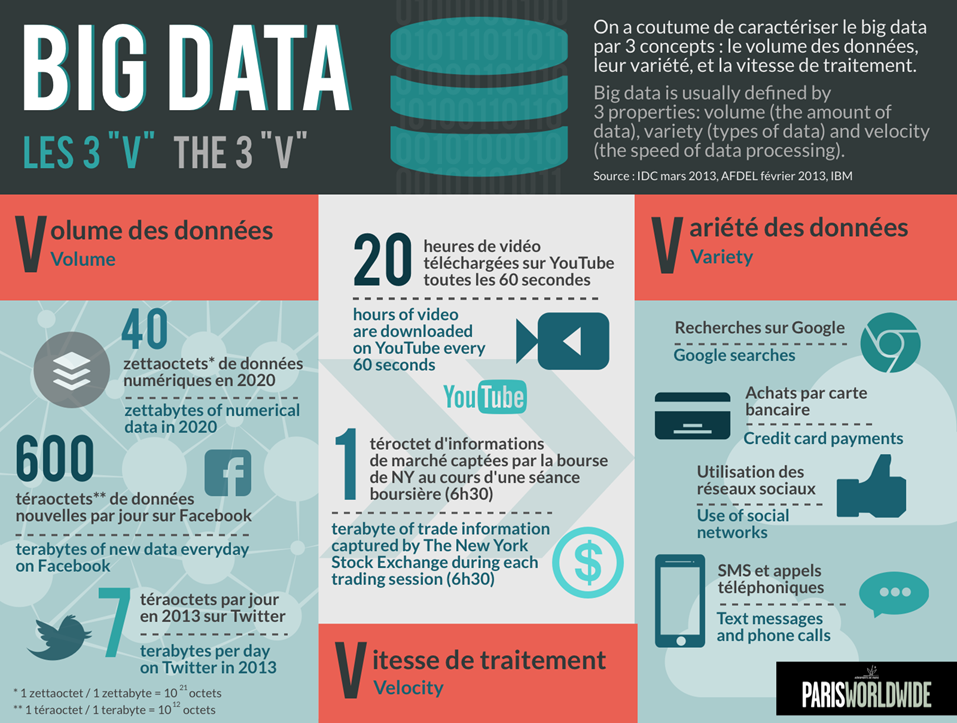 BIG DATA
LES 3 "V" THE 3 "V"
On a coutume de caractériser le big data
par 3 concepts : le volume des données,
leur variété, et la vitesse de traitement.
Big data is usually defined by
3 properties: volume (the amount of
data), variety (types of data) and velocity
(the speed of data processing).
Source : IDC mars 2013, AFDEL février 2013, IBM
Volume des données
Volume
40
zettaoctets* de données
numériques en 2020
zettabytes of numerical
data in 2020
600
téraoctets** de données
nouvelles par jour sur Facebook
terabytes of new data everyday
on Facebook
7
téraoctets par jour
en 2013 sur Twitter
terabytes per day
on Twitter in 2013
* 1 zettaoctet / 1 zettabyte = 10 21 octets
** 1 téraoctet / 1 terabyte = 10 12 octets
20
heures de vidéo
téléchargées sur YouTube
toutes les 60 secondes
hours of video
are downloaded
on YouTube every
60 seconds
YouTube
1
téroctet d'informations
de marché captées par la bourse
de NY au cours d'une séance
boursière (6h30)
terabyte of trade information
captured by The New York
Stock Exchange during each
trading session (6h30)
$
Vitesse de traitement
Velocity
Variété des données
Variety
Recherches sur Google
Google searches
Achats par carte
bancaire
Credit card payments
Utilisation des
réseaux sociaux
Use of social
networks
SMS et appels
téléphoniques
Text messages
and phone calls
PARISWORLDWIDE